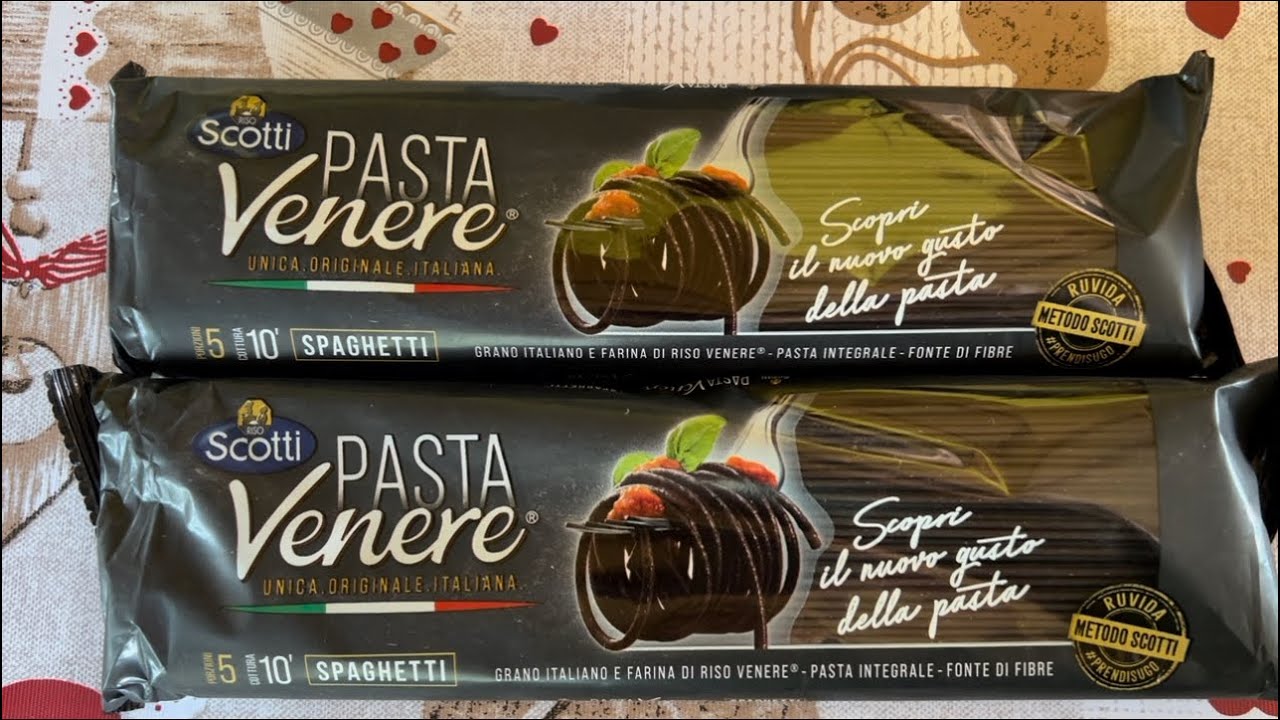 RISO
Scotti
PASTA
Venere®
UNICA.ORIGINALE.ITALIANA.
PORZIONI 5 COTTURA 10' SPAGHETTI
Scopri
il nuovo gusto
della pasta
GRANO ITALIANO E FARINA DI RISO VENERE® - PASTA INTEGRALE - FONTE DI FIBRE
RUVIDA
METODO SCOTTI
#PRENDISUGO
PASTA
RISO
Scotti
PASTA
Venere®
UNICA.ORIGINALE.ITALIANA.
PORZIONI 5 COTTURA 10' SPAGHETTI
Scopri
il nuovo gusto
della pasta
GRANO ITALIANO E FARINA DI RISO VENERE® - PASTA INTEGRALE - FONTE DI FIBRE
RUVIDA
METODO SCOTTI
#PRENDISUGO